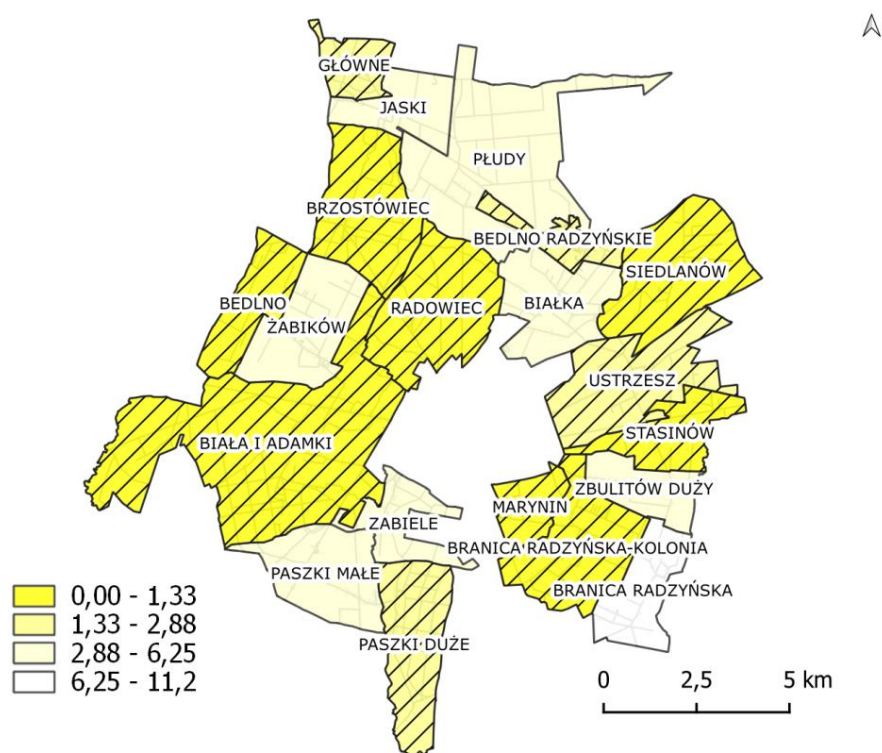 GŁÓWNE
JASKI
PŁUDY
BRZOSTÓWIEC
BEDLNO RADZYŃSKIE
SIEDLANÓW
BEDLNO
RADOWIEC
BIAŁKA
ŻABIKÓW
USTRZESZ
BIAŁA I ADAMKI
STASINÓW
ZBULITÓW DUŻY
MARYNIN
ZABIELE
BRANICA RADZYŃSKA-KOLONIA
PASZKI MAŁE
BRANICA RADZYŃSKA
PASZKI DUŻE
0,00 - 1,33
1,33 - 2,88
2,88 - 6,25
6,25 - 11,2
0 2,5 5 km